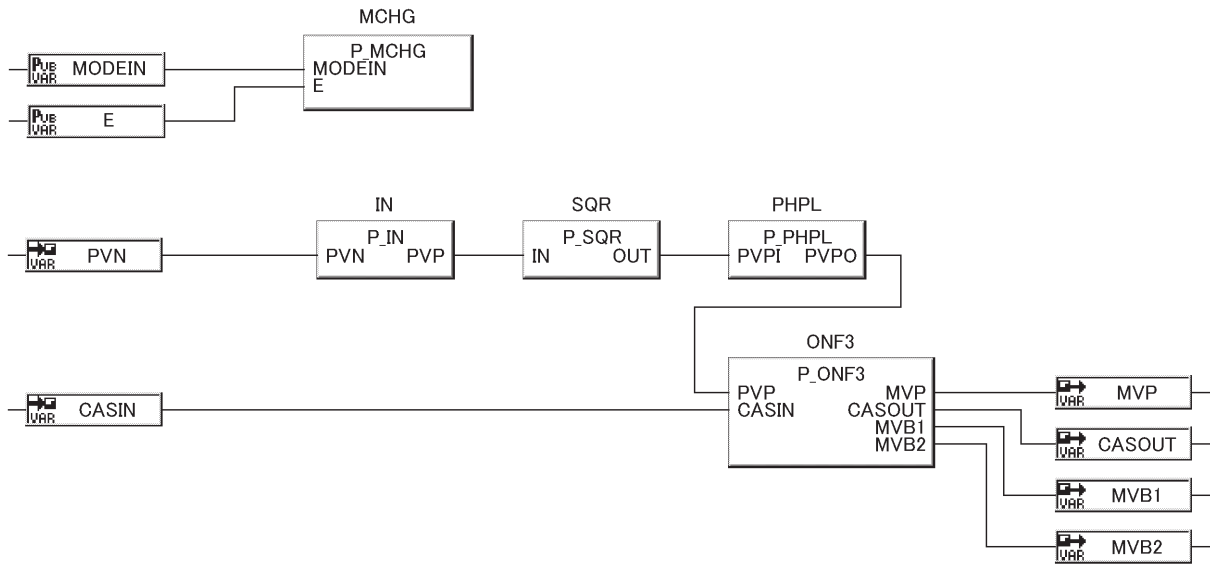 MCHG
P_MCHG
PUB VAR MODEIN
MODEIN
E
PUB VAR E
IN
SQR
PHPL
P_IN
P_SQR
P_PHPL
VAR PVN
PVN PVP
IN OUT
PVPI PVPO
ONF3
P_ONF3
PVP MVP
VAR MVP
VAR CASIN
CASIN CASOUT
MVB1
MVB2
VAR CASOUT
VAR MVB1
VAR MVB2